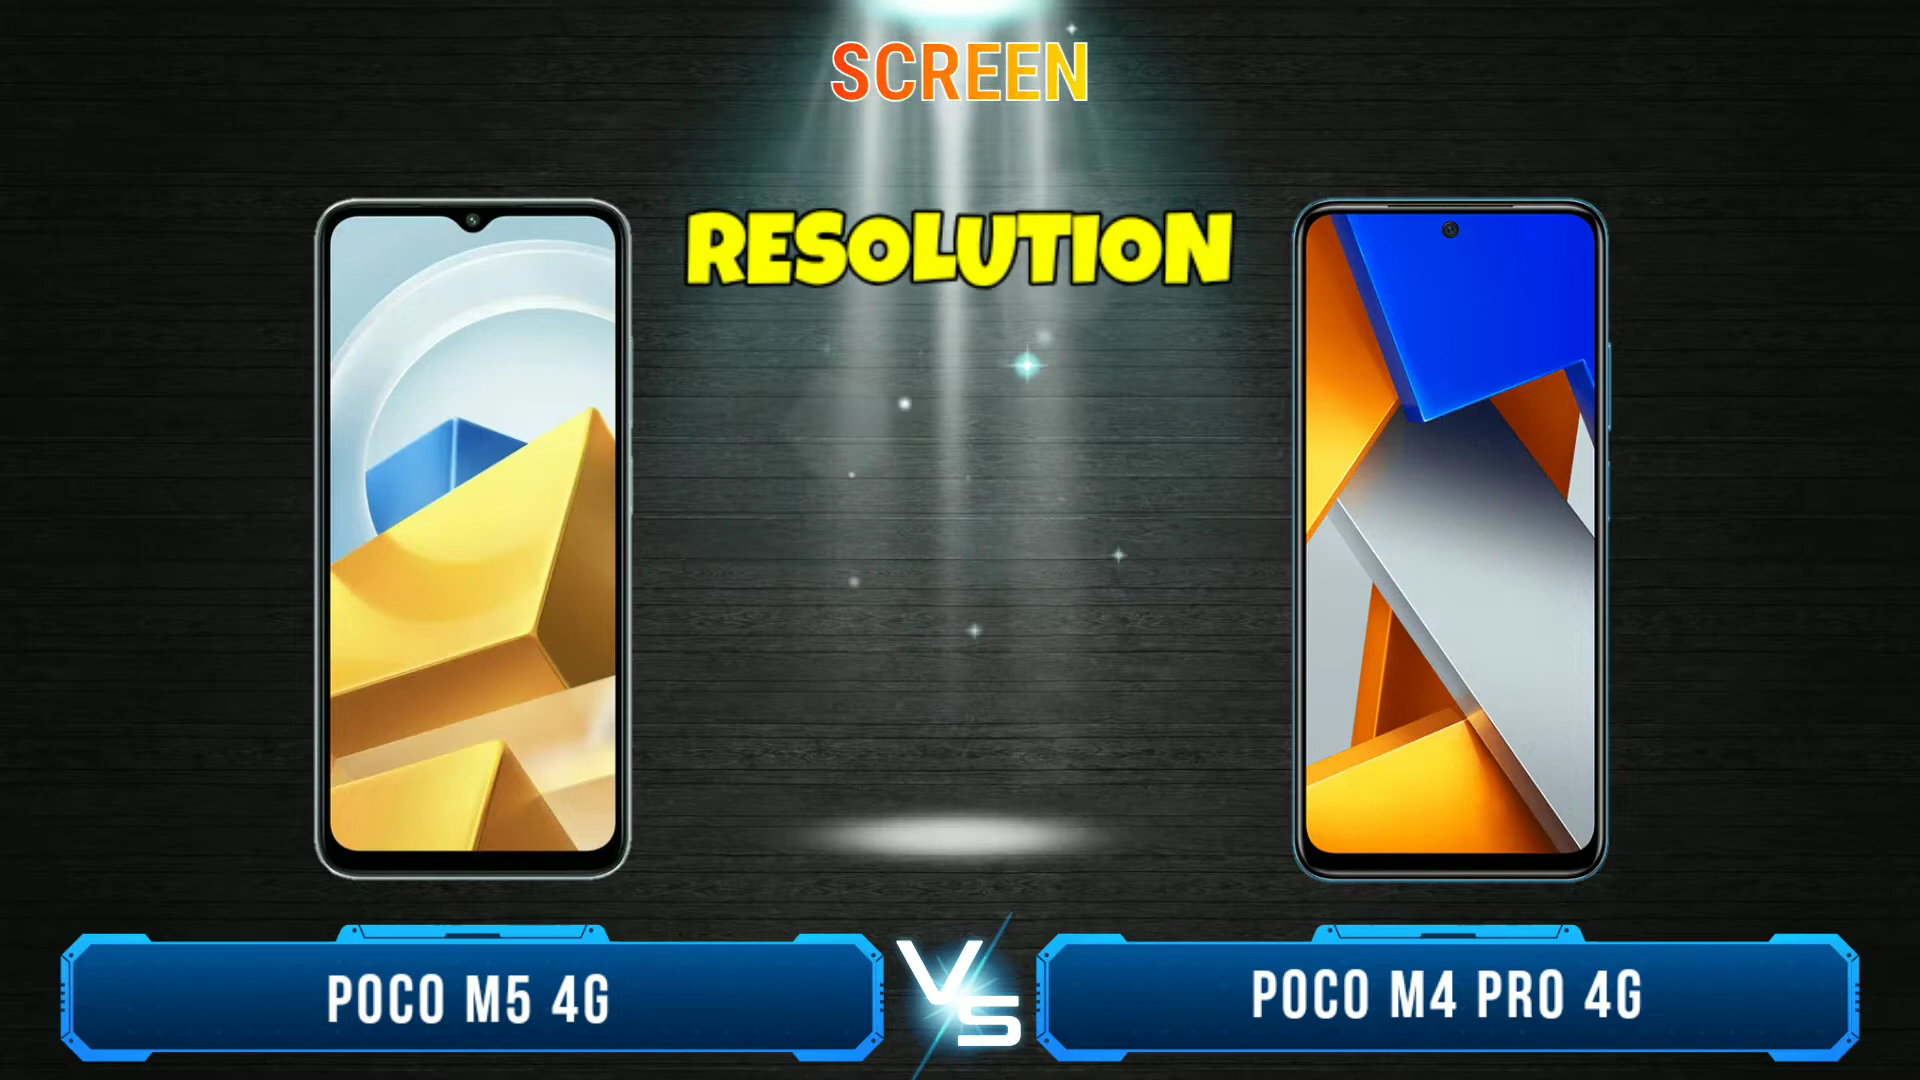 SCREEN
RESOLUTION
POCO M5 4G
VS
POCO M4 PRO 4G